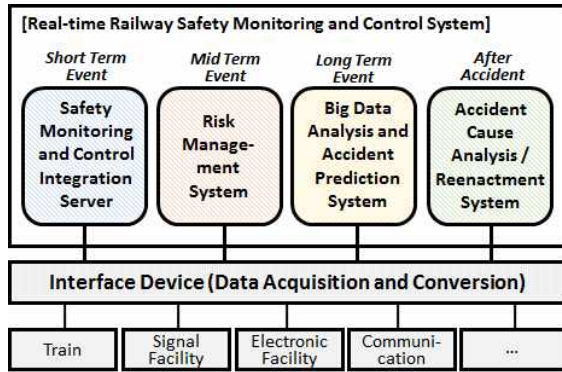 [Real-time Railway Safety Monitoring and Control System]
Short Term
Event
Mid Term
Event
Long Term
Event
After
Accident
Safety
Monitoring
and Control
Integration
Server
Risk
Manage-
ment
System
Big Data
Analysis and
Accident
Prediction
System
Accident
Cause
Analysis /
Reenactment
System
Interface Device (Data Acquisition and Conversion)
Train
Signal
Facility
Electronic
Facility
Communi-
cation
...